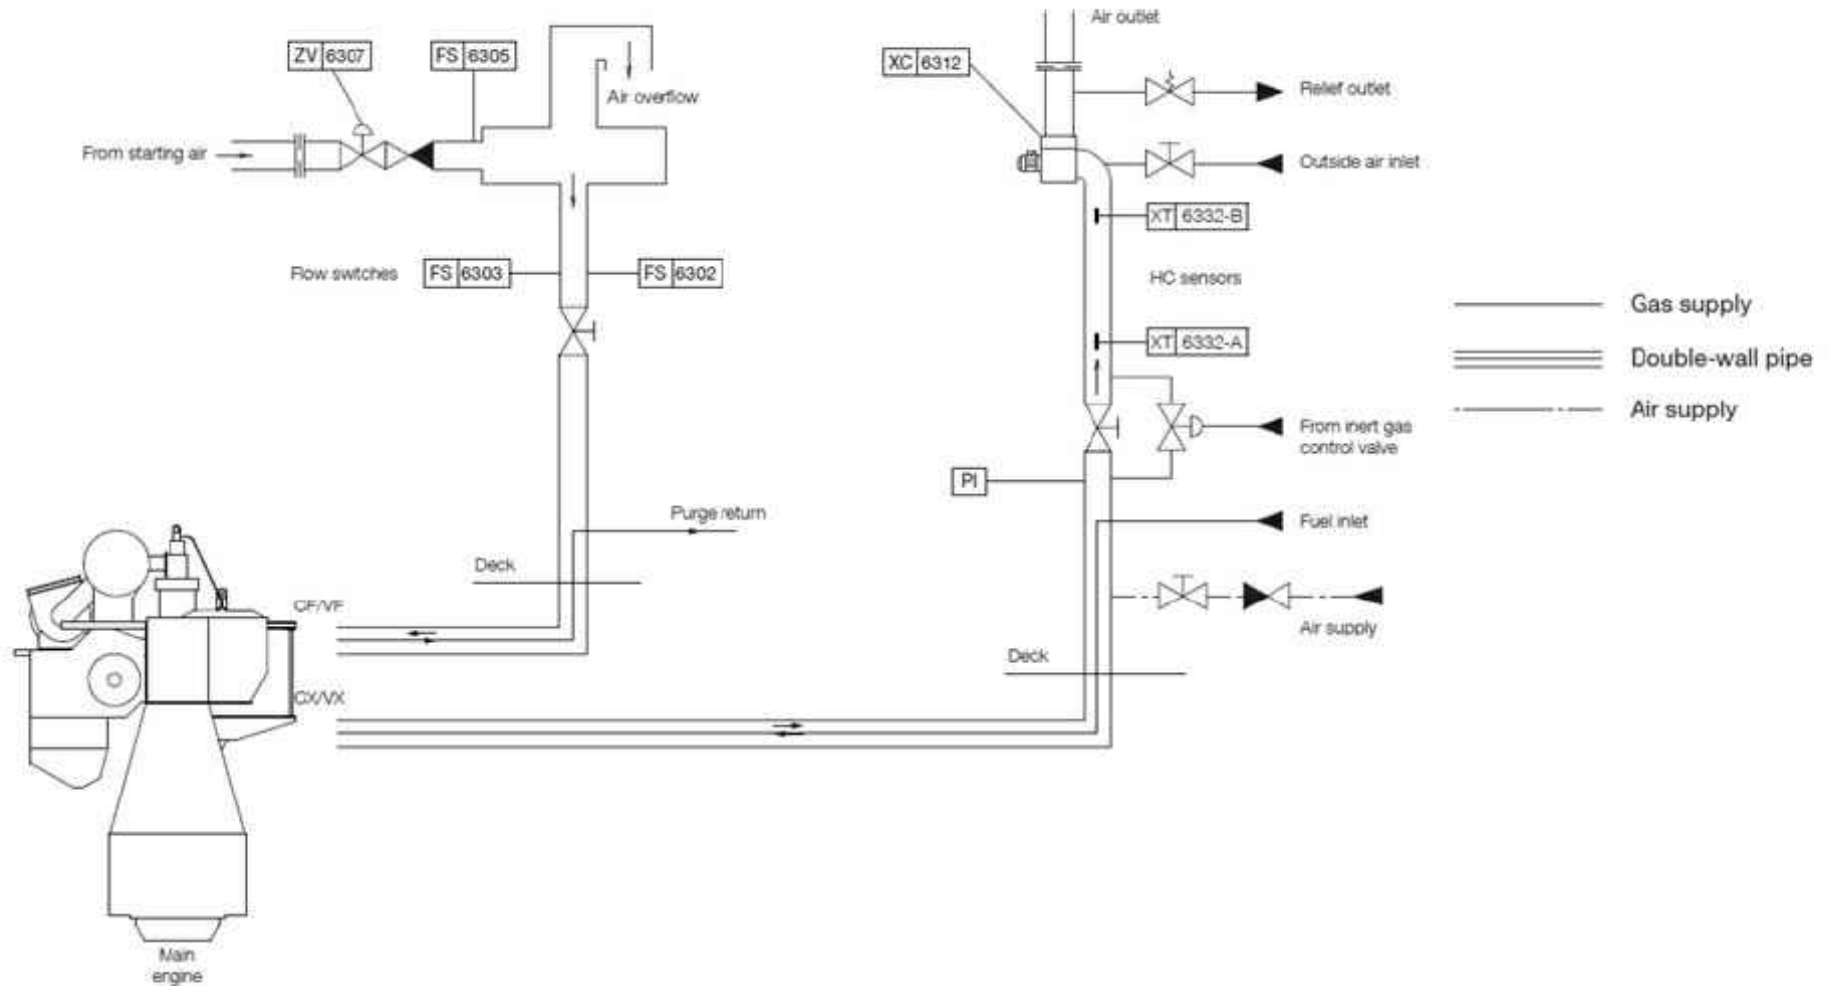 Air outlet
ZV 6307
FS 6305
XC 6312
Relief outlet
Air overflow
From starting air
Outside air inlet
XT 6332-B
Flow switches
FS 6303
FS 6302
HC sensors
Gas supply
XT 6332-A
Double-wall pipe
Air supply
From inert gas
control valve
PI
Purge return
Fuel inlet
Deck
CF/VF
Air supply
Deck
CX/VX
Main
engine